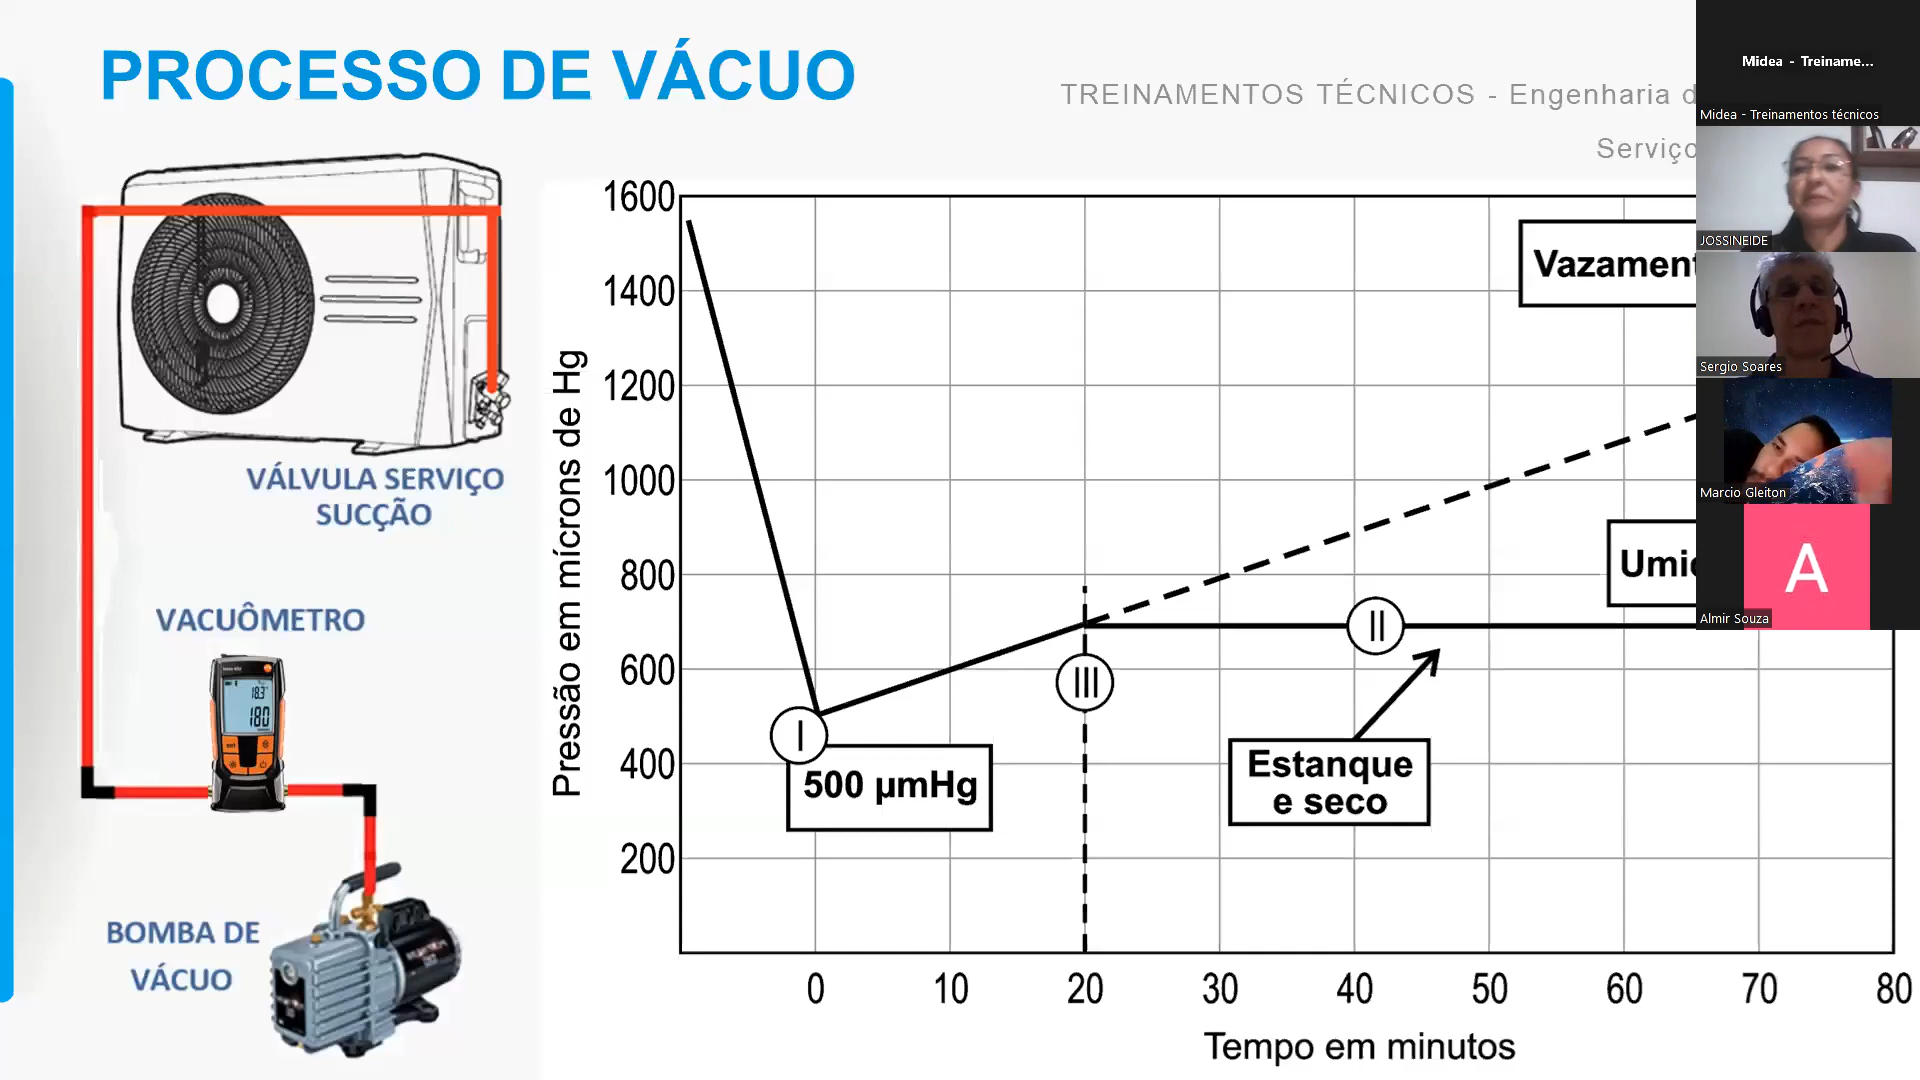 PROCESSO DE VÁCUO
TREINAMENTOS TÉCNICOS - Engenharia d
Serviço
Midea - Treiname...
Midea - Treinamentos técnicos
JOSSINEIDE
Sergio Soares
Marcio Gleiton
A
Almir Souza
VÁLVULA SERVIÇO
SUCÇÃO
VACUÔMETRO
180
BOMBA DE
VÁCUO
Pressão em mícrons de Hg
1600
1400
1200
1000
800
600
400
200
Vazament
Umid
I
II
III
500 µmHg
Estanque
e seco
0 10 20 30 40 50 60 70 80
Tempo em minutos